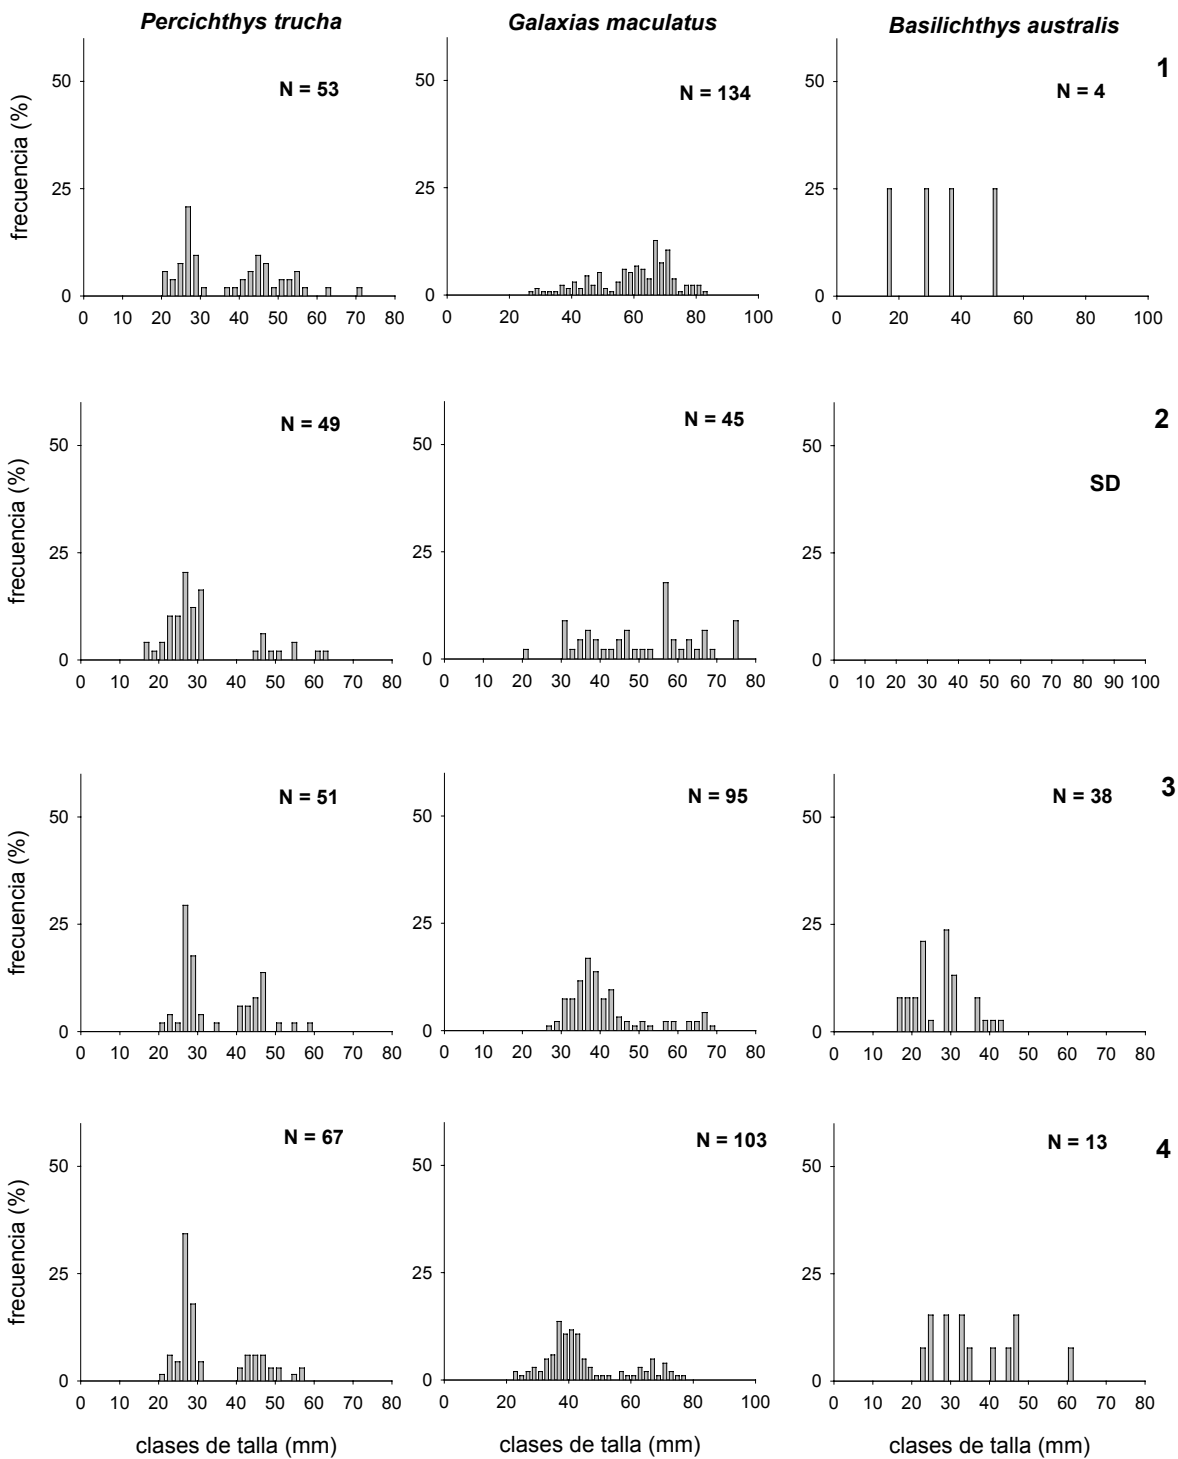 Percichthys trucha Galaxias maculatus Basilichthys australis
1
N = 53 N = 134 N = 4
frecuencia (%)
50 50 50
25 25 25
0 0 0
0 10 20 30 40 50 60 70 80 0 20 40 60 80 100 0 20 40 60 80 100
2
N = 49 N = 45 SD
frecuencia (%)
50 50 50
25 25 25
0 0 0
0 10 20 30 40 50 60 70 80 0 10 20 30 40 50 60 70 80 0 10 20 30 40 50 60 70 80 90 100
3
N = 51 N = 95 N = 38
frecuencia (%)
50 50 50
25 25 25
0 0 0
0 10 20 30 40 50 60 70 80 0 10 20 30 40 50 60 70 80 0 10 20 30 40 50 60 70 80
4
N = 67 N = 103 N = 13
frecuencia (%)
50 50 50
25 25 25
0 0 0
0 10 20 30 40 50 60 70 80 0 20 40 60 80 100 0 10 20 30 40 50 60 70 80
clases de talla (mm) clases de talla (mm) clases de talla (mm)